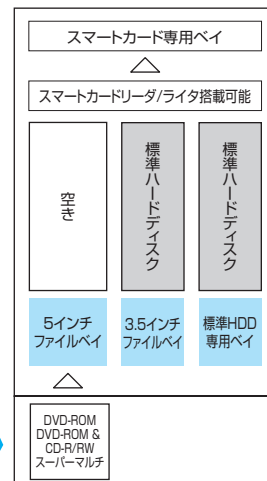 スマートカード専用ベイ
スマートカードリーダ/ライタ搭載可能
空き
標準ハードディスク
標準ハードディスク
5インチ
ファイルベイ
3.5インチ
ファイルベイ
標準HDD
専用ベイ
DVD-ROM
DVD-ROM &
CD-R/RW
スーパーマルチ